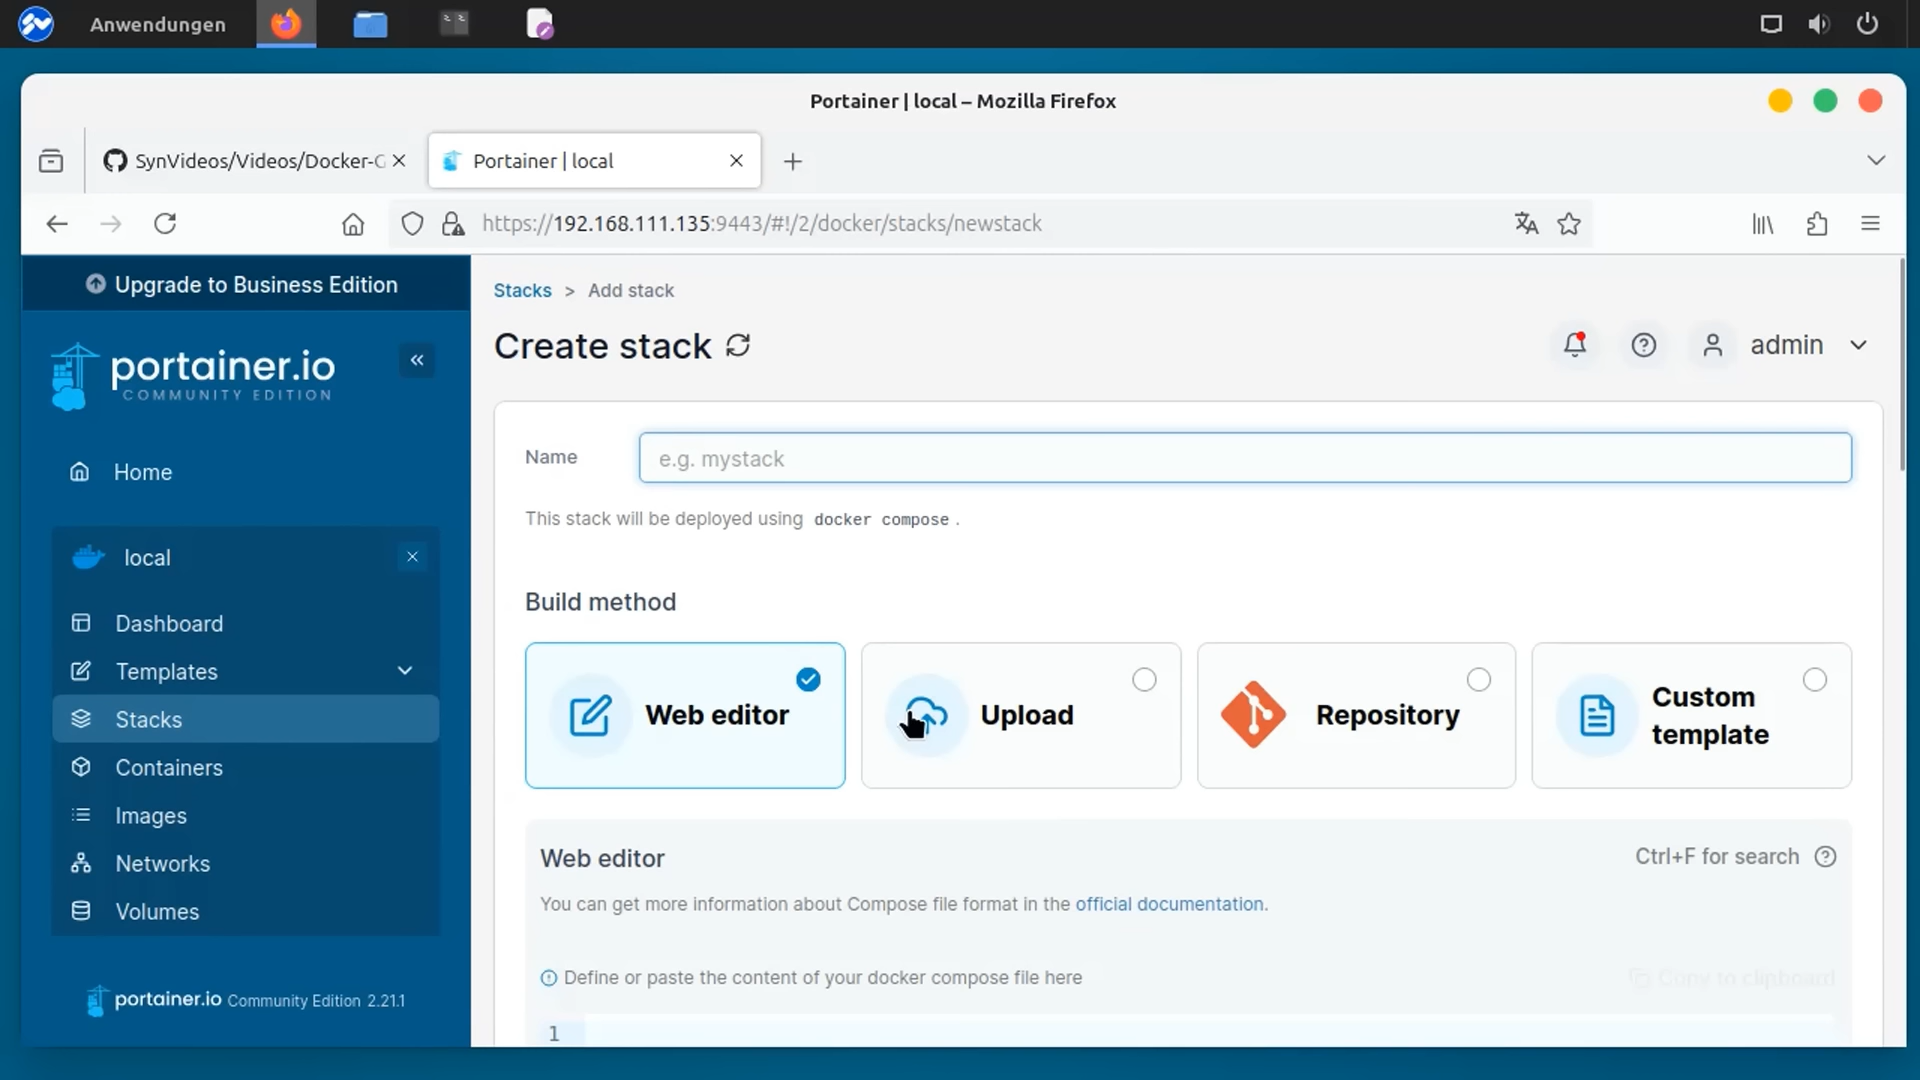 Anwendungen
Portainer | local – Mozilla Firefox
SynVideos/Videos/Docker-G
Portainer | local
https://192.168.111.135:9443/#!/2/docker/stacks/newstack
Upgrade to Business Edition
portainer.io
COMMUNITY EDITION
Home
local
Dashboard
Templates
Stacks
Containers
Images
Networks
Volumes
portainer.io Community Edition 2.21.1
Stacks > Add stack
Create stack
admin
Name
e.g. mystack
This stack will be deployed using docker compose .
Build method
Web editor
Upload
Repository
Custom
template
Web editor
Ctrl+F for search
You can get more information about Compose file format in the official documentation.
Define or paste the content of your docker compose file here
Copy to clipboard
1